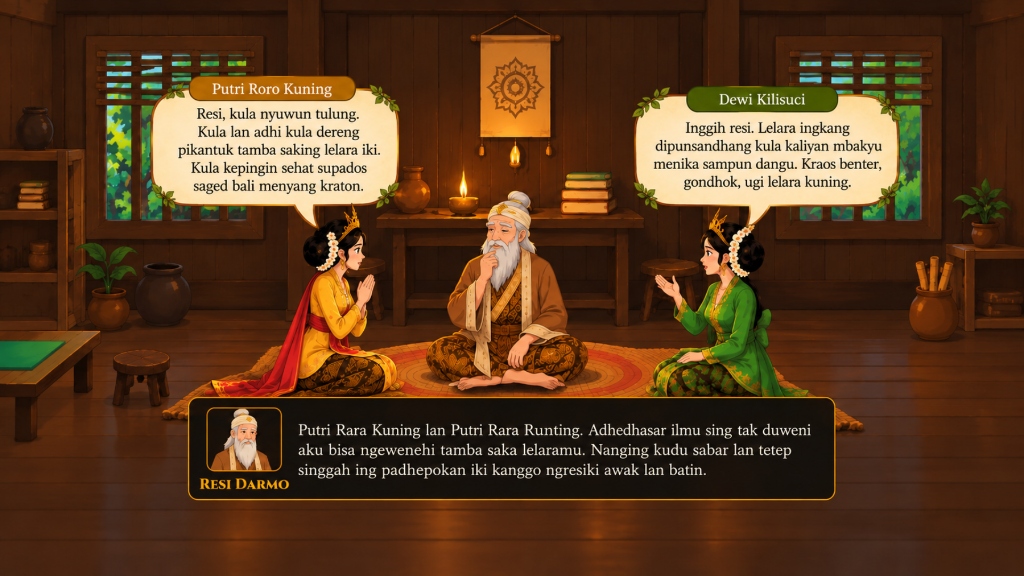 Putri Roro Kuning
Resi, kula nyuwun tulung.
Kula lan adhi kula dereng
pikantuk tamba saking lelara iki.
Kula kepingin sehat supados
saged bali menyang kraton.
Dewi Kilisuci
Inggih resi. Lelara ingkang
dipunsandhang kula kaliyan mbakyu
menika sampun dangu. Kraos benter,
gondhok, ugi lelara kuning.
Putri Rara Kuning lan Putri Rara Runting. Adhedhasar ilmu sing tak duweni
aku bisa ngewenehi tamba saka lelaramu. Nanging kudu sabar lan tetep
singgah ing padhepokan iki kanggo ngresiki awak lan batin.
Resi Darmo